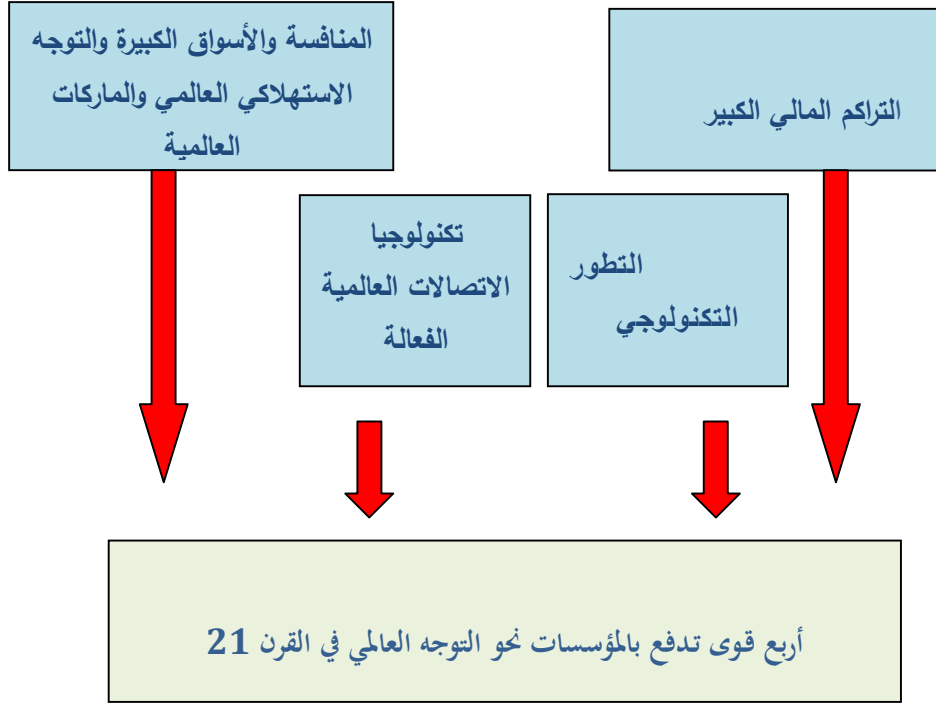 التراكم المالي الكبير
المنافسة والأسواق الكبيرة والتوجه
الاستهلاكي العالمي والماركات
العالمية
التطور
التكنولوجي
تكنولوجيا
الاتصالات العالمية
الفعالة
أربع قوى تدفع بالمؤسسات نحو التوجه العالمي في القرن 21